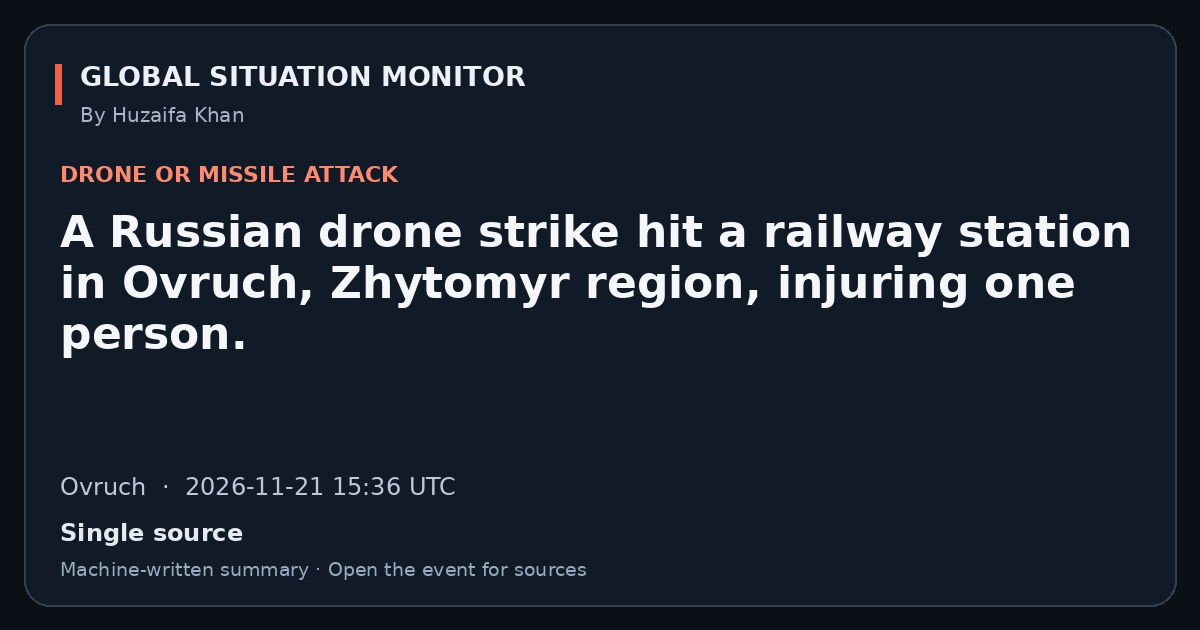 GLOBAL SITUATION MONITOR
By Huzaifa Khan
DRONE OR MISSILE ATTACK
A Russian drone strike hit a railway station
in Ovruch, Zhytomyr region, injuring one
person.
Ovruch · 2026-11-21 15:36 UTC
Single source
Machine-written summary · Open the event for sources